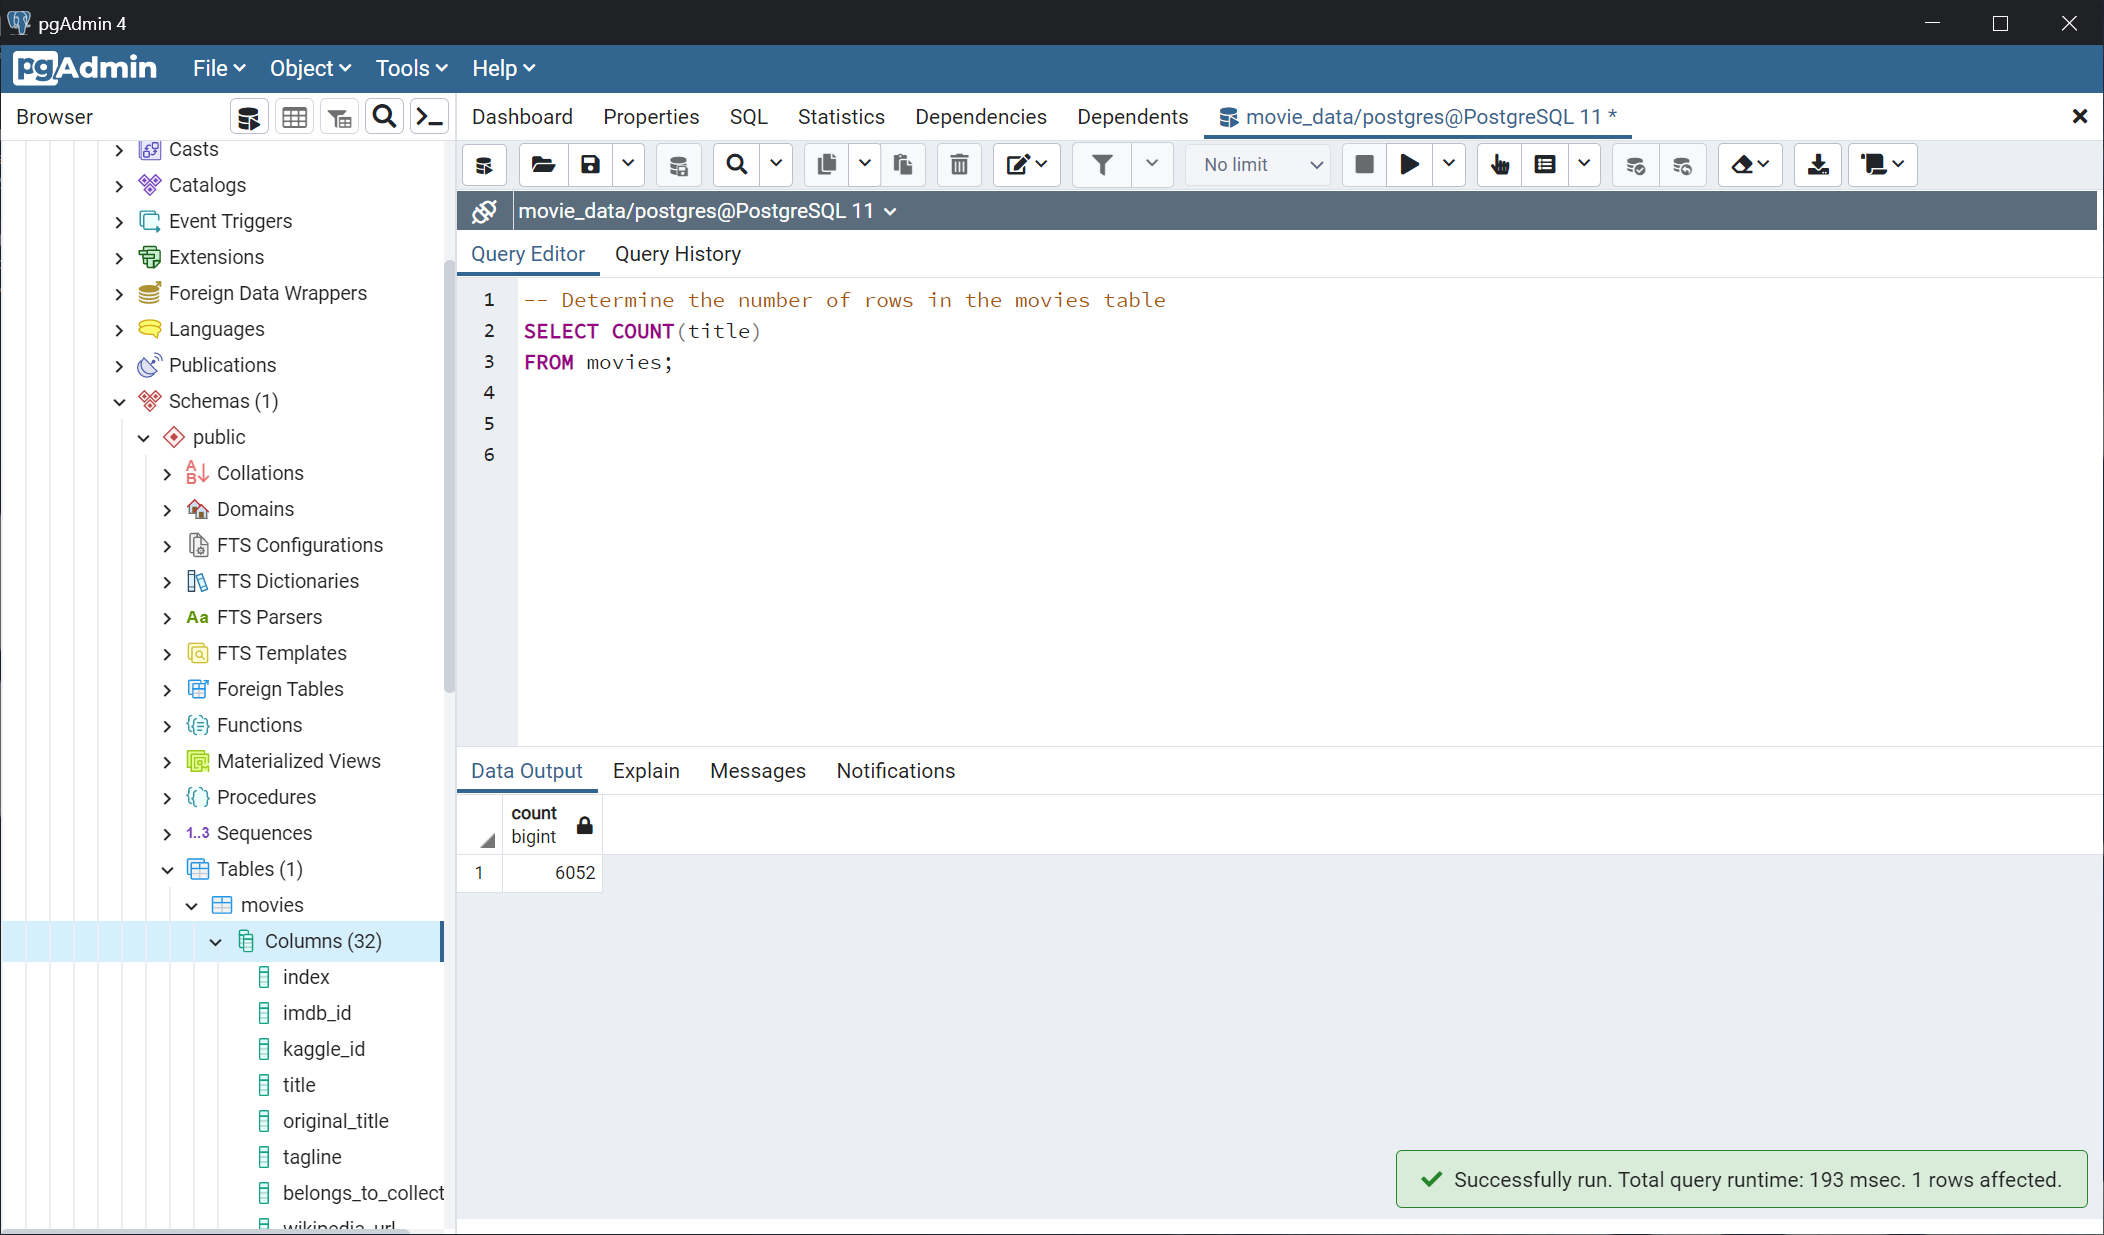 pgAdmin 4
pgAdmin File Object Tools Help
Browser
Dashboard Properties SQL Statistics Dependencies Dependents movie_data/postgres@PostgreSQL 11 *
No limit
movie_data/postgres@PostgreSQL 11
Query Editor Query History
1 -- Determine the number of rows in the movies table
2 SELECT COUNT(title)
3 FROM movies;
4
5
6
Casts
Catalogs
Event Triggers
Extensions
Foreign Data Wrappers
Languages
Publications
Schemas (1)
public
Collations
Domains
FTS Configurations
FTS Dictionaries
Aa FTS Parsers
FTS Templates
Foreign Tables
Functions
Materialized Views
Procedures
1..3 Sequences
Tables (1)
movies
Columns (32)
index
imdb_id
kaggle_id
title
original_title
tagline
belongs_to_collect
wikipedia_url
Data Output Explain Messages Notifications
count
bigint
1 6052
Successfully run. Total query runtime: 193 msec. 1 rows affected.